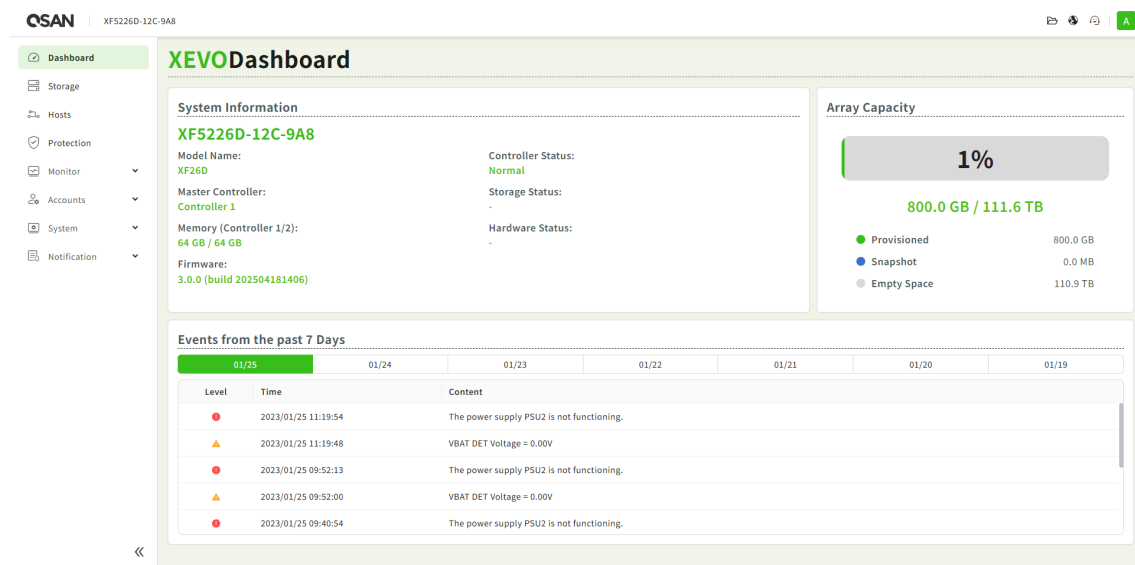 QSAN XF5226D-12C-9A8
A
Dashboard
Storage
Hosts
Protection
Monitor
Accounts
System
Notification
XEVODashboard
System Information
XF5226D-12C-9A8
Model Name:
XF26D
Master Controller:
Controller 1
Memory (Controller 1/2):
64 GB / 64 GB
Firmware:
3.0.0 (build 202504181406)
Controller Status:
Normal
Storage Status:
-
Hardware Status:
-
Array Capacity
1%
800.0 GB / 111.6 TB
Provisioned 800.0 GB
Snapshot 0.0 MB
Empty Space 110.9 TB
Events from the past 7 Days
01/25 01/24 01/23 01/22 01/21 01/20 01/19
Level Time Content
2023/01/25 11:19:54 The power supply PSU2 is not functioning.
2023/01/25 11:19:48 VBAT DET Voltage = 0.00V
2023/01/25 09:52:13 The power supply PSU2 is not functioning.
2023/01/25 09:52:00 VBAT DET Voltage = 0.00V
2023/01/25 09:40:54 The power supply PSU2 is not functioning.